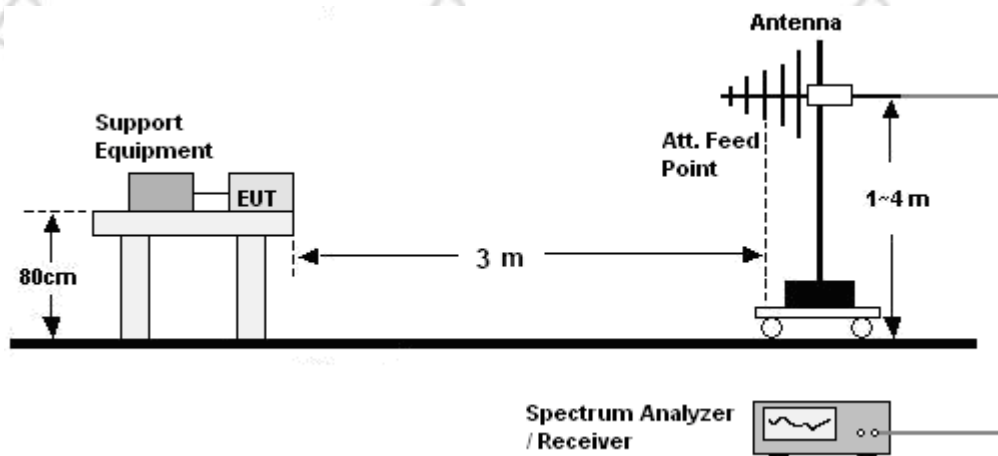 Antenna
Support
Equipment
EUT
Att. Feed
Point
1~4 m
80cm
3 m
Spectrum Analyzer
/ Receiver